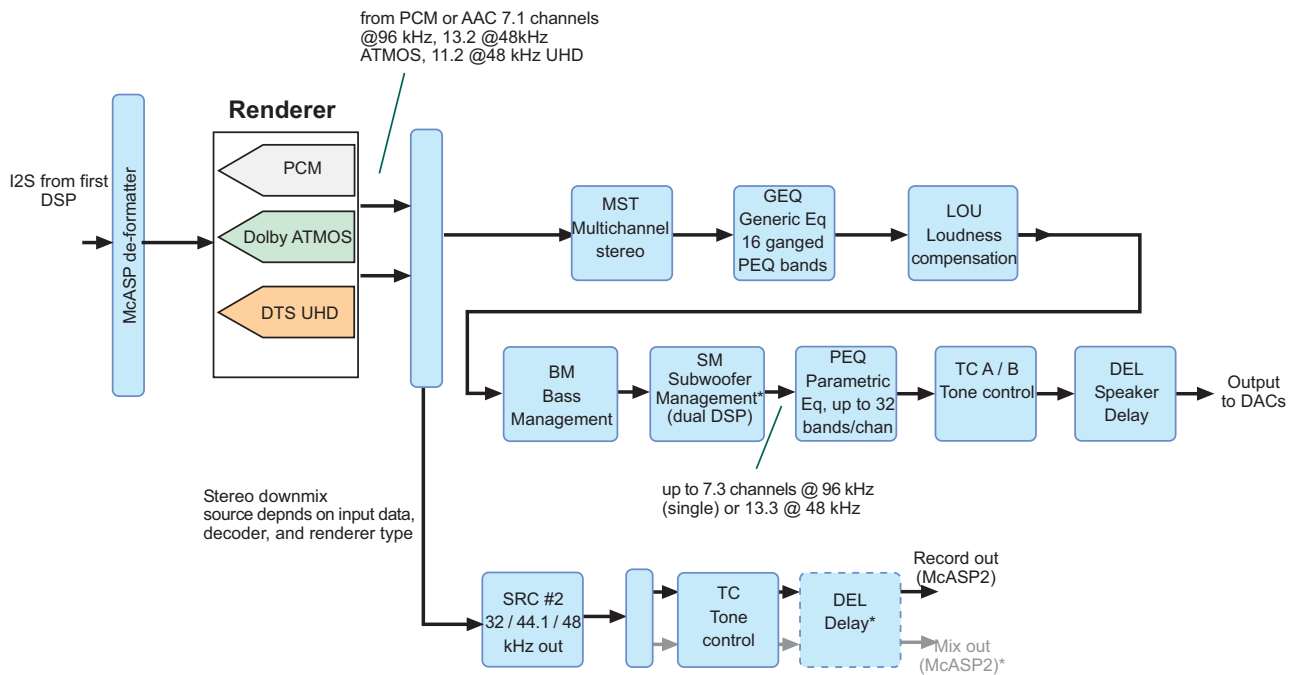 from PCM or AAC 7.1 channels
@96 kHz, 13.2 @48kHz
ATMOS, 11.2 @48 kHz UHD
Renderer
I2S from first
DSP
McASP de-formatter
PCM
Dolby ATMOS
DTS UHD
MST
Multichannel
stereo
GEQ
Generic Eq
16 ganged
PEQ bands
LOU
Loudness
compensation
BM
Bass
Management
SM
Subwoofer
Management*
(dual DSP)
PEQ
Parametric
Eq, up to 32
bands/chan
TC A / B
Tone control
DEL
Speaker
Delay
Output
to DACs
up to 7.3 channels @ 96 kHz
(single) or 13.3 @ 48 kHz
Stereo downmix
source depnds on input data,
decoder, and renderer type
SRC #2
32 / 44.1 / 48
kHz out
TC
Tone
control
DEL
Delay*
Record out
(McASP2)
Mix out
(McASP2)*